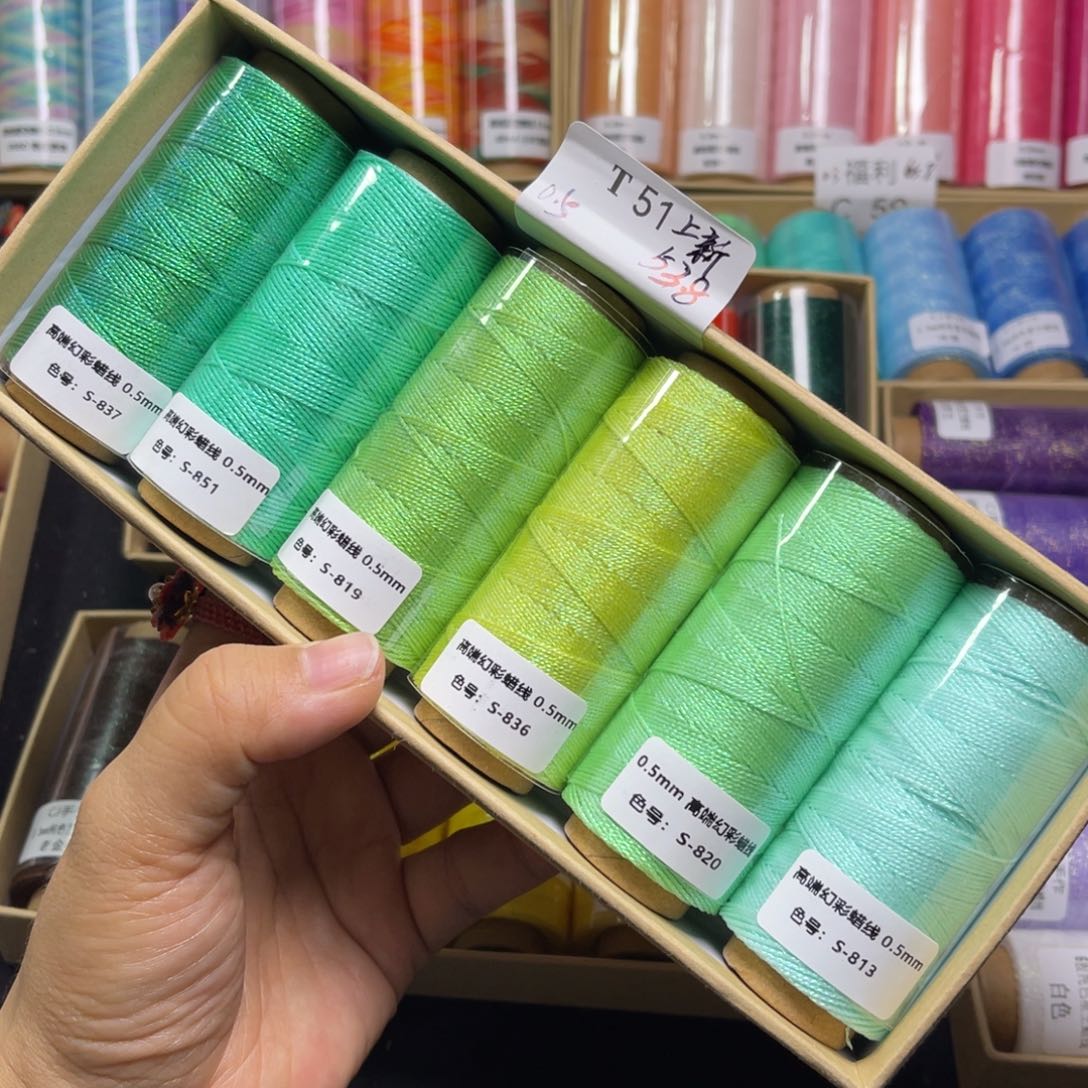 T 51 上新
0.5
538
福利
C 59
高端幻彩蜡线 0.5mm
色号: S-837
高端幻彩蜡线 0.5mm
色号: S-851
高端幻彩蜡线 0.5mm
色号: S-819
高端幻彩蜡线 0.5mm
色号: S-836
0.5mm 高端幻彩蜡线
色号: S-820
高端幻彩蜡线 0.5mm
色号: S-813
白色